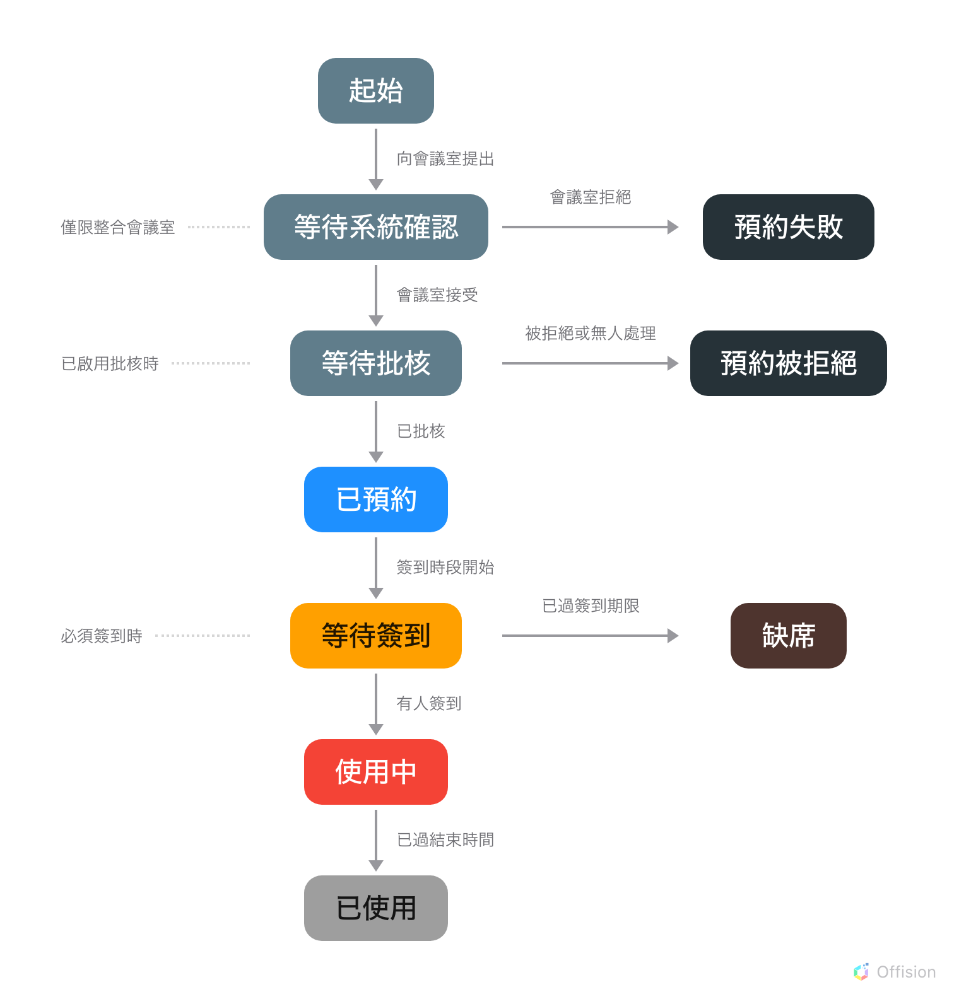 起始
向會議室提出
會議室拒絕
僅限整合會議室
等待系統確認
預約失敗
會議室接受
被拒絕或無人處理
已啟用批核時
等待批核
預約被拒絕
已批核
已預約
簽到時段開始
已過簽到期限
必須簽到時
等待簽到
缺席
有人簽到
使用中
已過結束時間
已使用
Offision